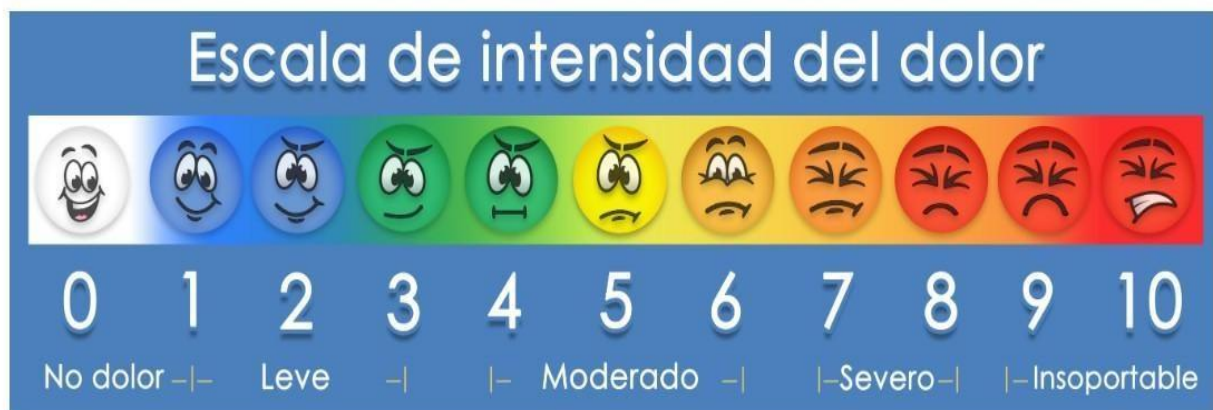 Escala de intensidad del dolor
0 1 2 3 4 5 6 7 8 9 10
No dolor -|- Leve -| |- Moderado -| |-Severo-| |-Insoportable